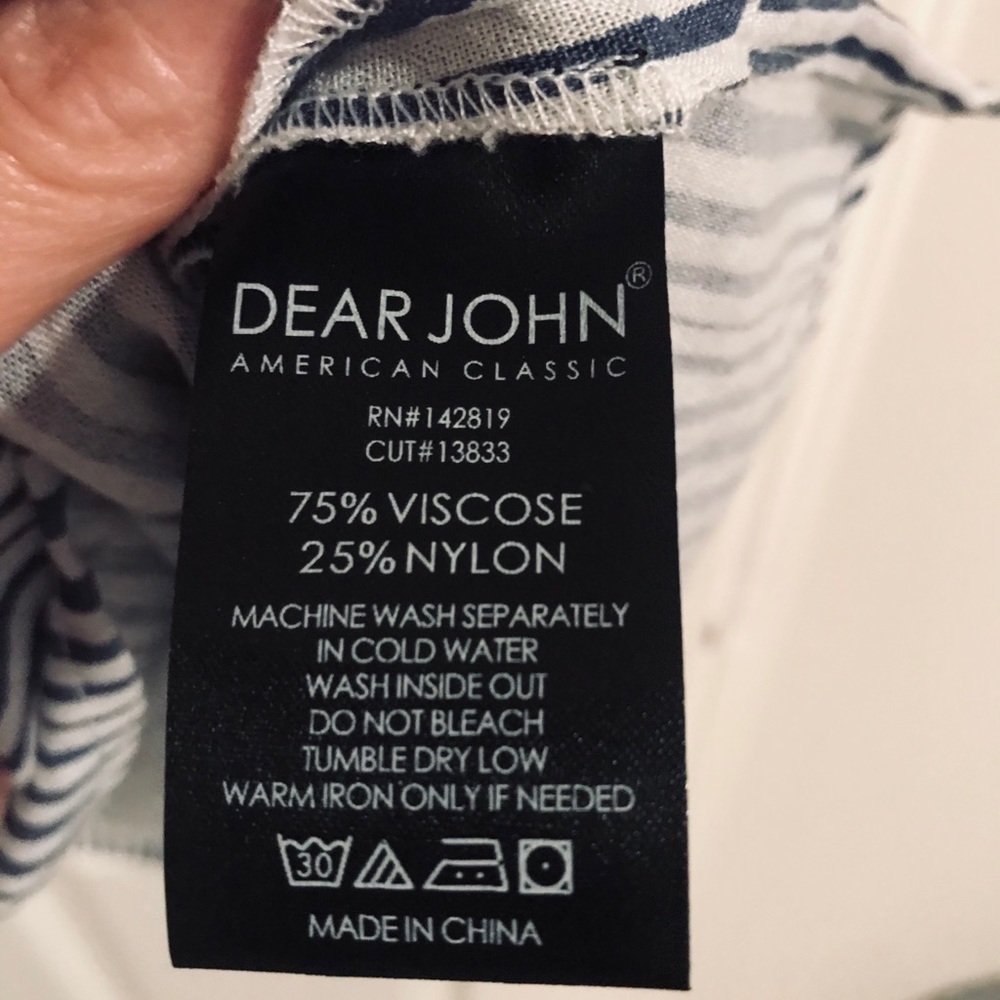 DEAR JOHN®
AMERICAN CLASSIC
RN#142819
CUT#13833
75% VISCOSE
25% NYLON
MACHINE WASH SEPARATELY
IN COLD WATER
WASH INSIDE OUT
DO NOT BLEACH
TUMBLE DRY LOW
WARM IRON ONLY IF NEEDED
30
MADE IN CHINA